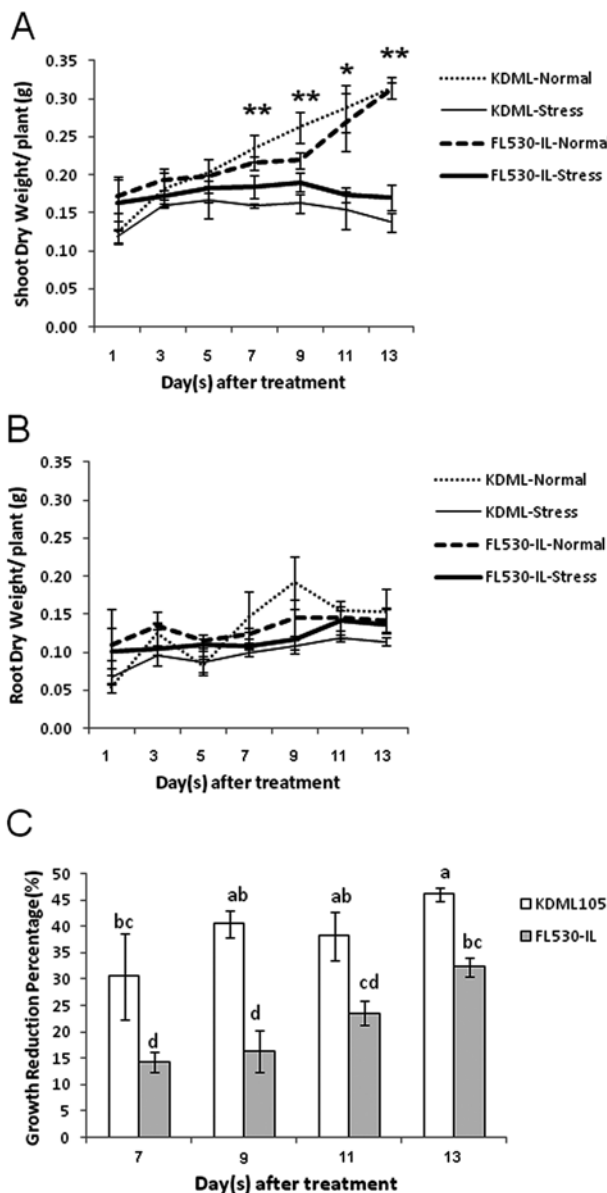 A
Shoot Dry Weight/ plant (g)
0.35
0.30
0.25
0.20
0.15
0.10
0.05
0.00
** ** * **
1 3 5 7 9 11 13
Day(s) after treatment
KDML-Normal
KDML-Stress
FL530-IL-Norma
FL530-IL-Stress
B
Root Dry Weight/ plant (g)
0.35
0.30
0.25
0.20
0.15
0.10
0.05
0.00
1 3 5 7 9 11 13
Day(s) after treatment
KDML-Normal
KDML-Stress
FL530-IL-Normal
FL530-IL-Stress
C
Growth Reduction Percentage (%)
50
45
40
35
30
25
20
15
10
5
0
bc d ab d ab cd a bc
7 9 11 13
Day(s) after treatment
KDML105
FL530-IL